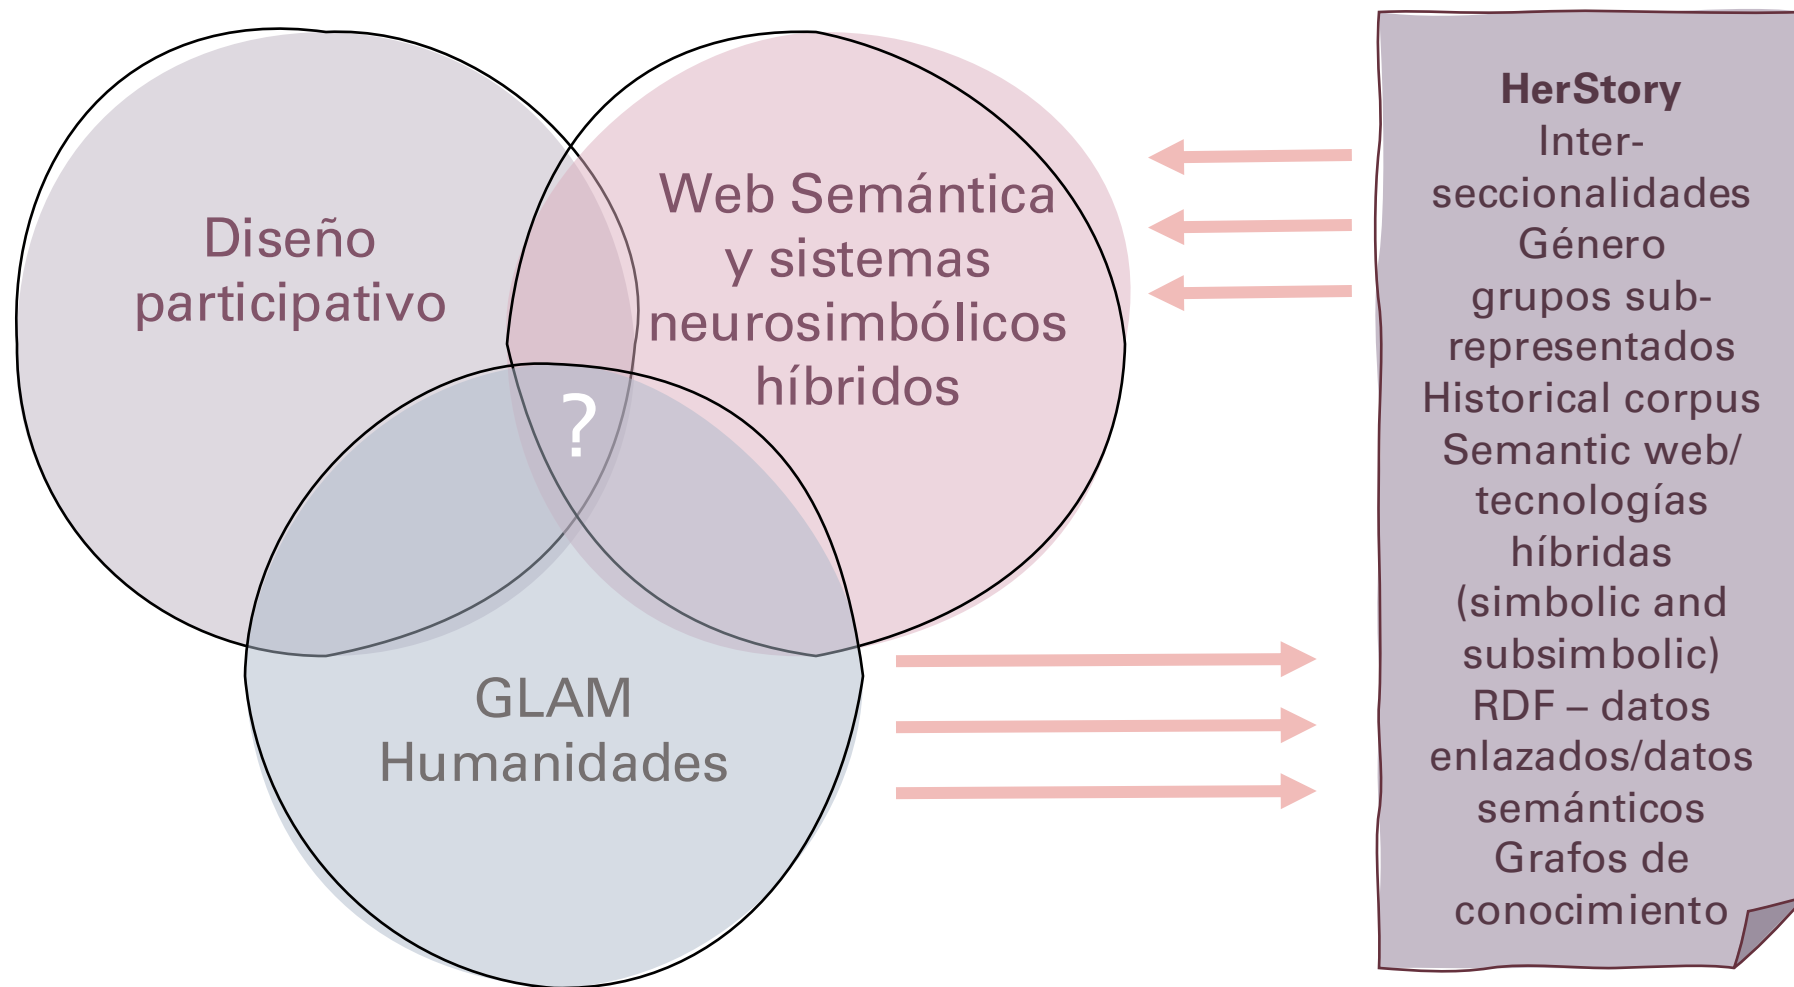 Diseño
participativo
Web Semántica
y sistemas
neurosimbólicos
híbridos
?
GLAM
Humanidades
HerStory
Inter-
seccionalidades
Género
grupos sub-
representados
Historical corpus
Semantic web/
tecnologías
híbridas
(simbolic and
subsimbolic)
RDF – datos
enlazados/datos
semánticos
Grafos de
conocimiento